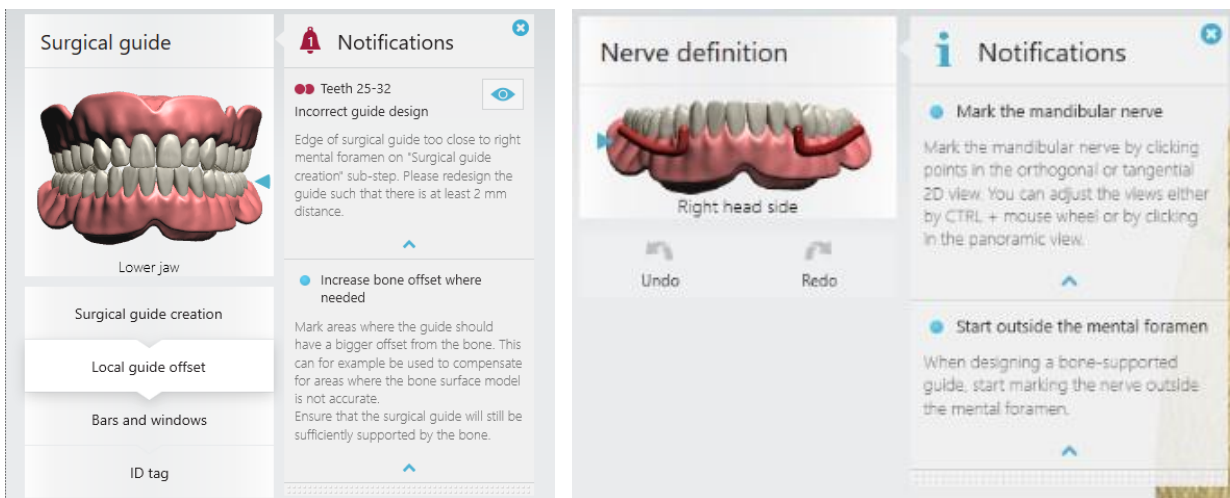 Surgical guide
Lower jaw
Surgical guide creation
Local guide offset
Bars and windows
ID tag
1
Notifications
Teeth 25-32
Incorrect guide design
Edge of surgical guide too close to right
mental foramen on "Surgical guide
creation" sub-step. Please redesign the
guide such that there is at least 2 mm
distance.
Increase bone offset where
needed
Mark areas where the guide should
have a bigger offset from the bone. This
can for example be used to compensate
for areas where the bone surface model
is not accurate.
Ensure that the surgical guide will still be
sufficiently supported by the bone.
Nerve definition
Right head side
Undo
Redo
Notifications
Mark the mandibular nerve
Mark the mandibular nerve by clicking
points in the orthogonal or tangential
2D view. You can adjust the views either
by CTRL + mouse wheel or by clicking
in the panoramic view.
Start outside the mental foramen
When designing a bone-supported
guide, start marking the nerve outside
the mental foramen.